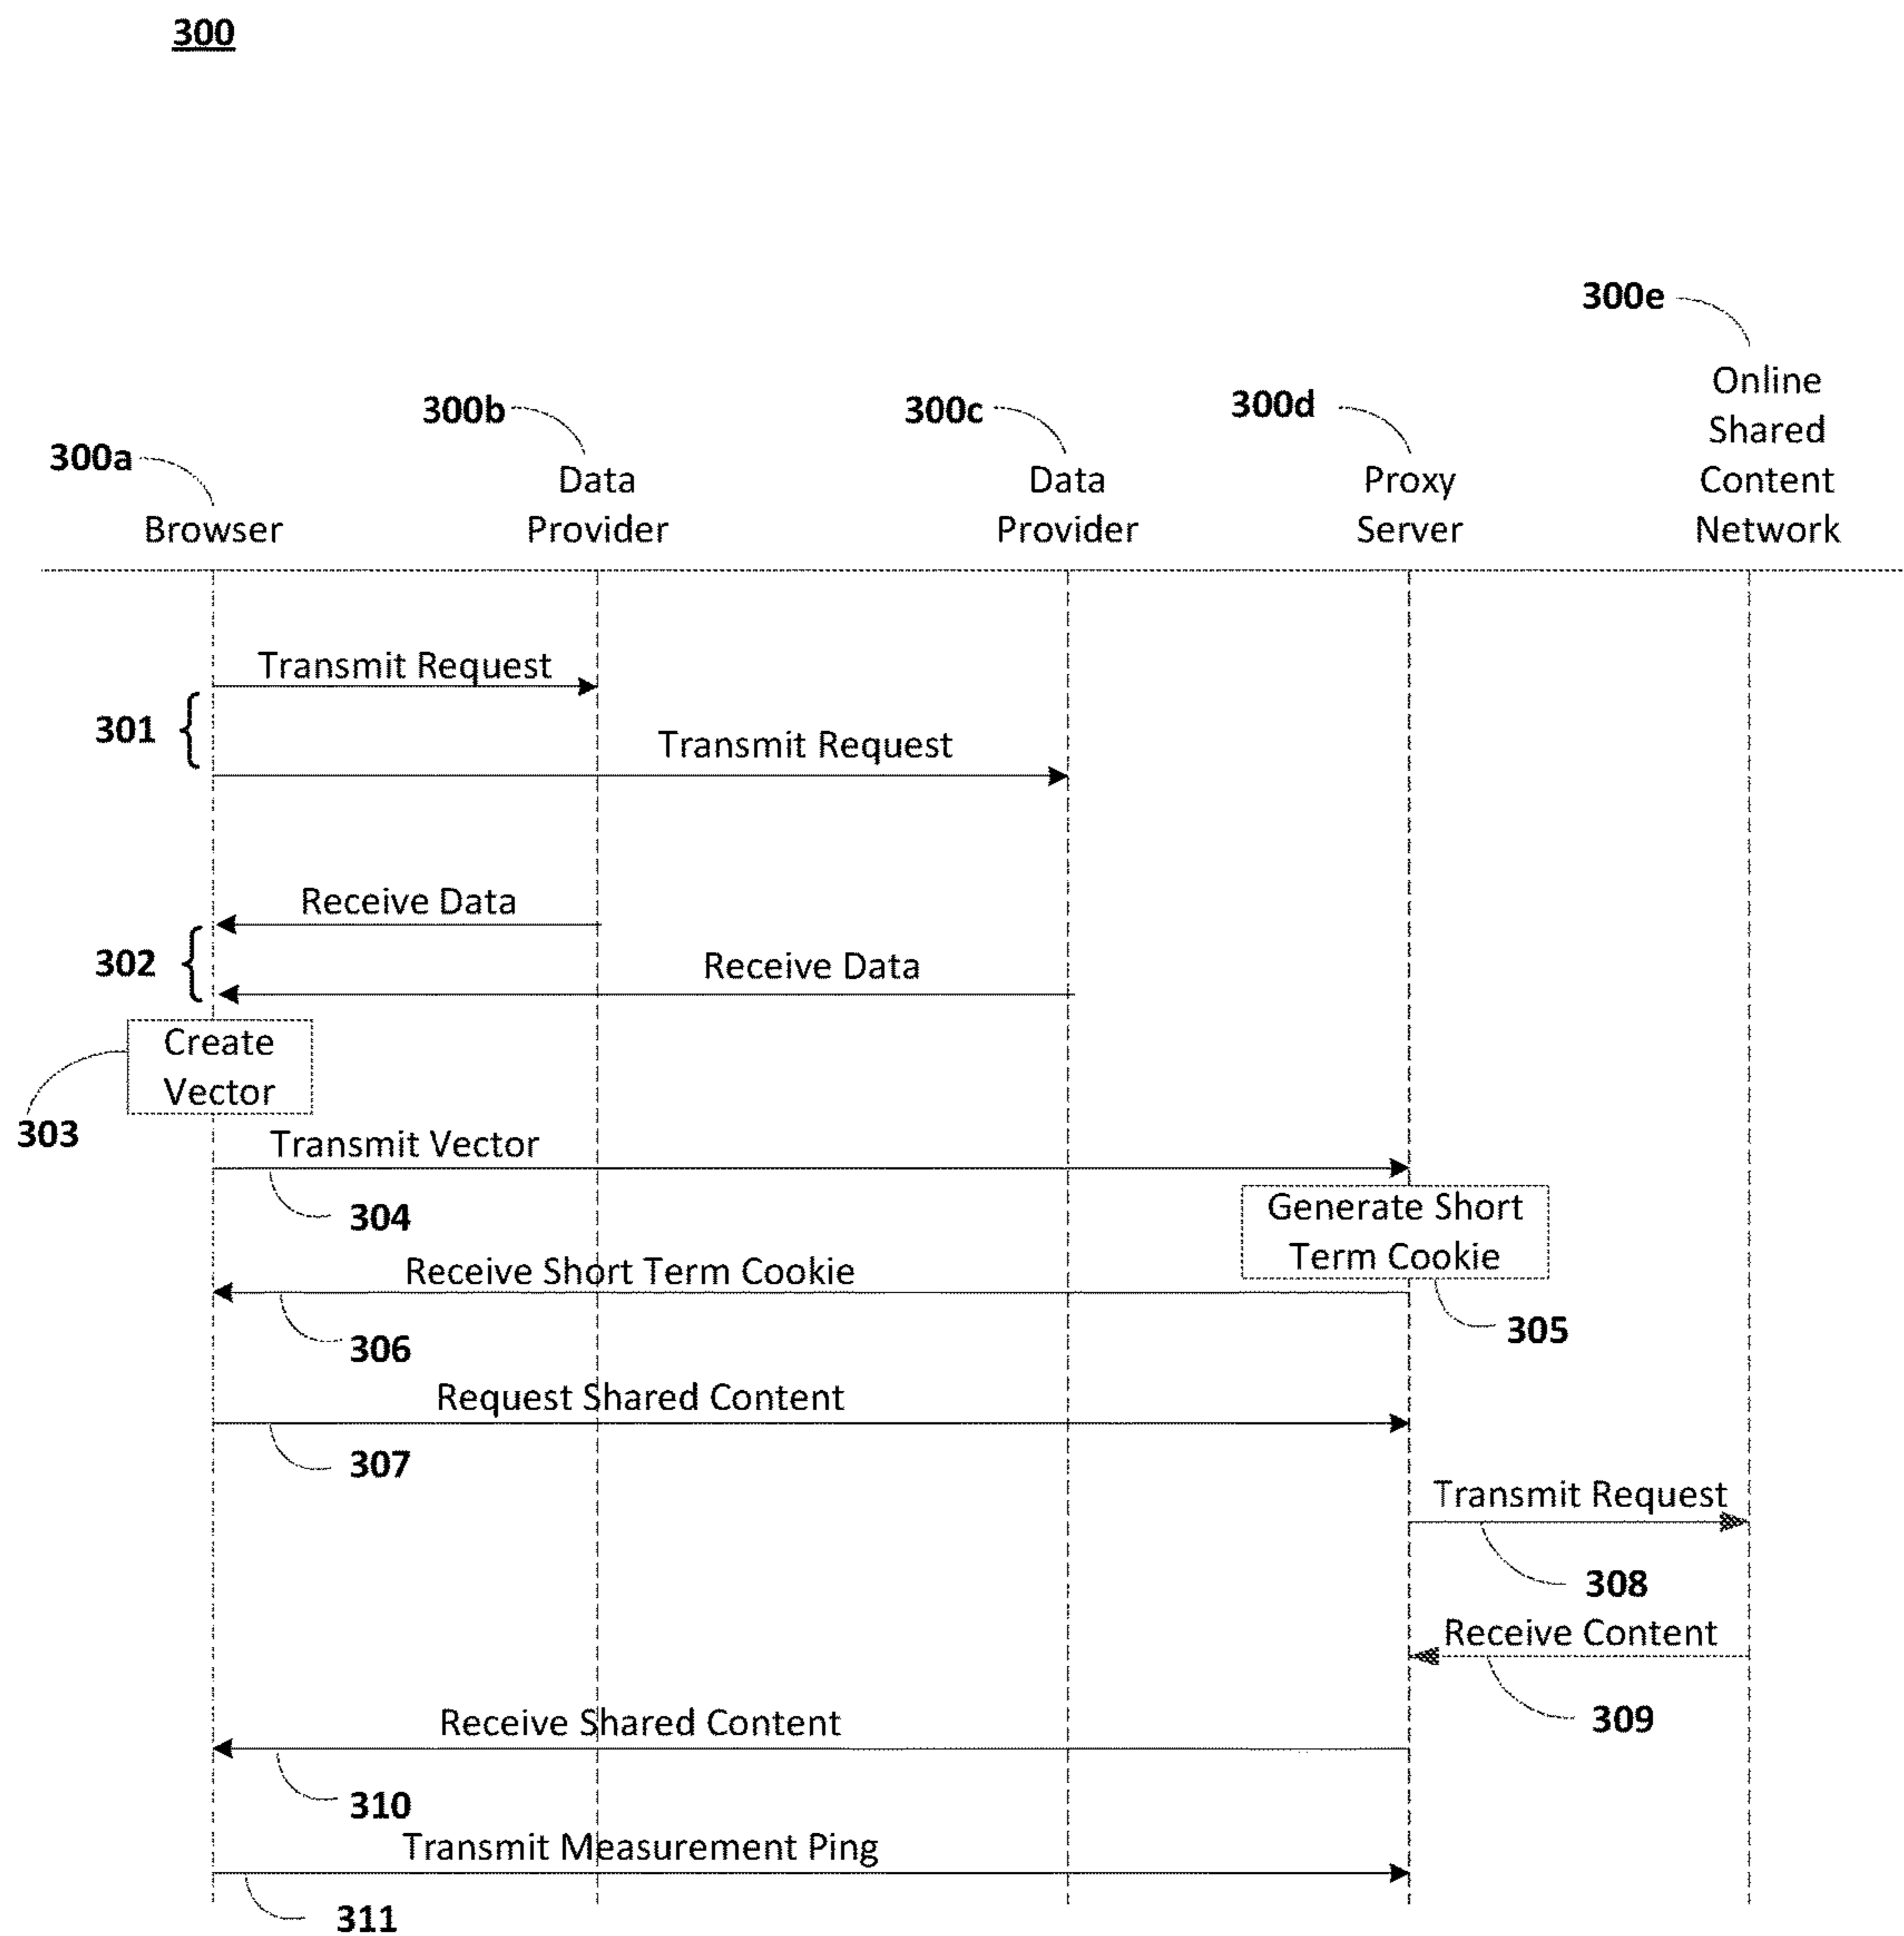 300
300e
Online
Shared
Content
Network
300b
300c
300d
300a
Data
Provider
Data
Provider
Proxy
Server
Browser
Transmit Request
301
Transmit Request
Receive Data
302
Receive Data
Create
Vector
303
Transmit Vector
304
Generate Short
Term Cookie
305
Receive Short Term Cookie
306
Request Shared Content
307
Transmit Request
308
Receive Content
309
Receive Shared Content
310
Transmit Measurement Ping
311